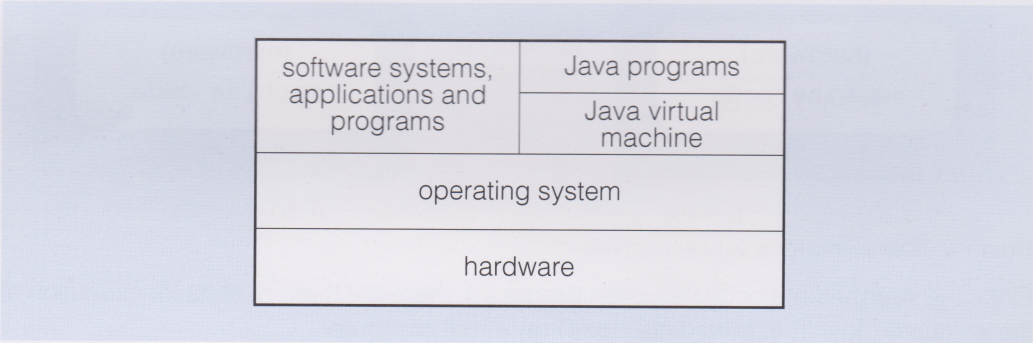 software systems,
applications and
programs
Java programs
Java virtual
machine
operating system
hardware